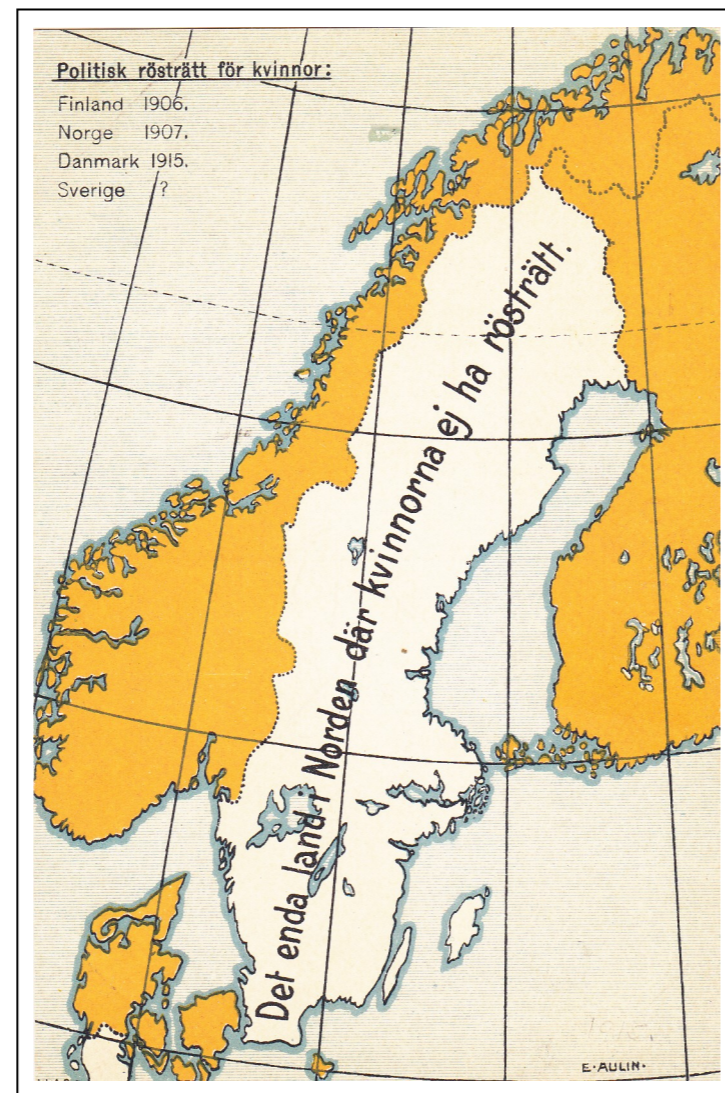 Politisk rösträtt för kvinnor:
Finland 1906.
Norge 1907.
Danmark 1915.
Sverige ?
Det enda land i Norden där kvinnorna ej ha rösträtt.
E·AULIN·